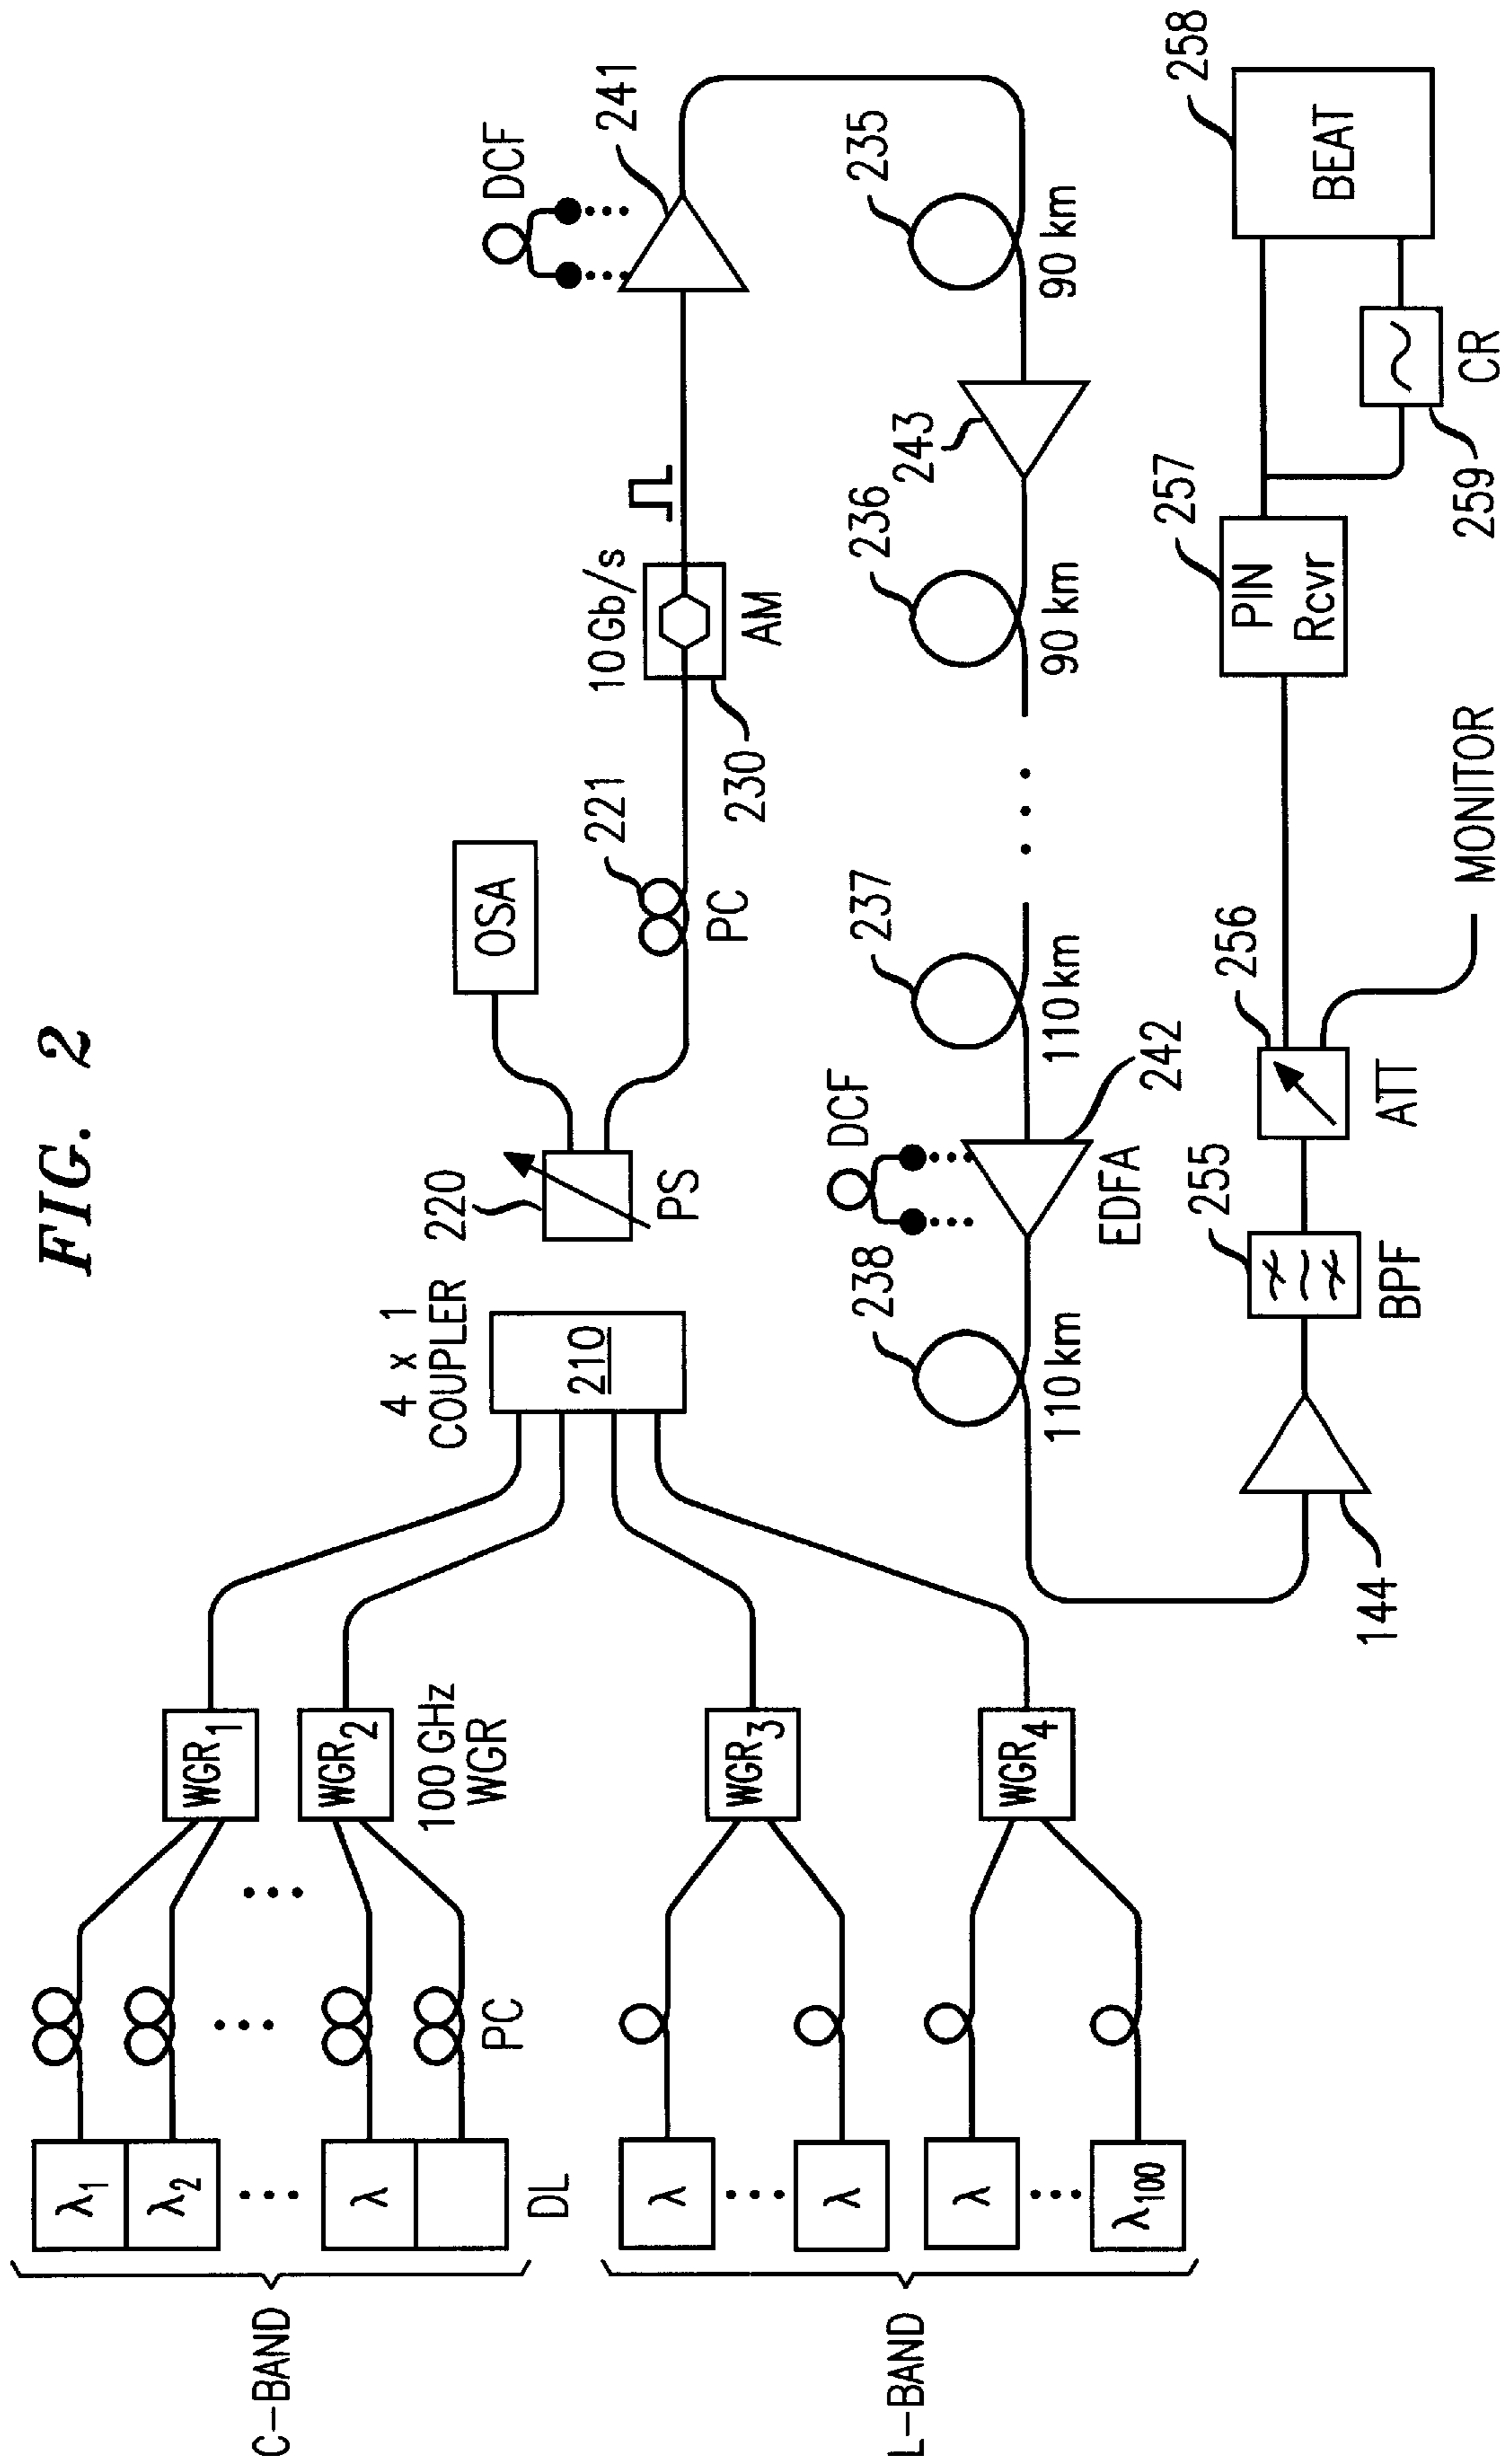 FIG. 2
C-BAND
λ1
λ2
λ
DL
PC
WGR1
WGR2
100 GHz
WGR
L-BAND
λ
λ
λ
λ100
WGR3
WGR4
4 x 1
COUPLER
210
220
PS
OSA
221
PC
230
10 Gb/s
AM
DCF
241
235
90 km
243
236
90 km
237
110 km
DCF
242
EDFA
238
110 km
144
255
BPF
256
ATT
MONITOR
257
PIN
Rcvr
259
CR
258
BEAT